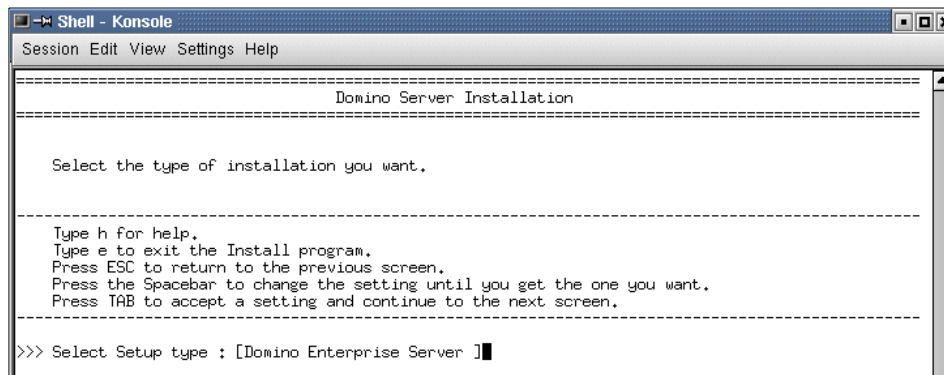 Shell - Konsole
Session Edit View Settings Help
================================================================================
Domino Server Installation
================================================================================
Select the type of installation you want.
--------------------------------------------------------------------------------
Type h for help.
Type e to exit the Install program.
Press ESC to return to the previous screen.
Press the Spacebar to change the setting until you get the one you want.
Press TAB to accept a setting and continue to the next screen.
--------------------------------------------------------------------------------
>>> Select Setup type : [Domino Enterprise Server ]